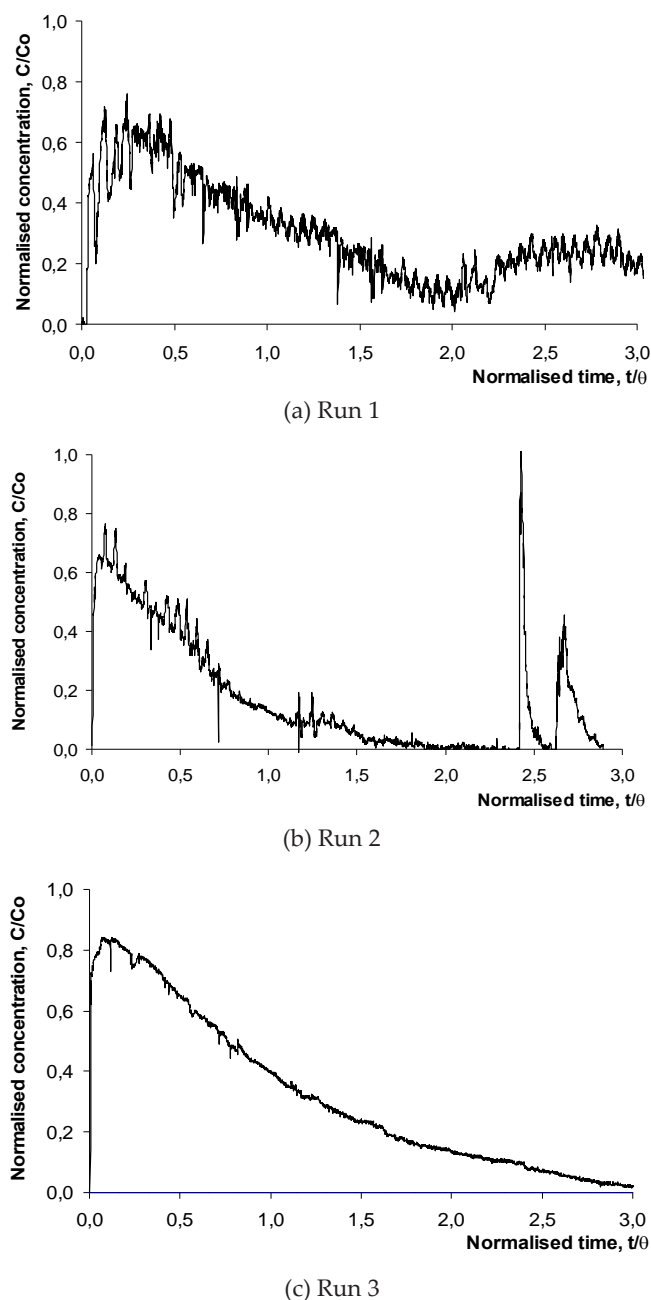 Normalised concentration, C/Co
1,0
0,8
0,6
0,4
0,2
0,0
0,0 0,5 1,0 1,5 2,0 2,5 3,0
Normalised time, t/θ
(a) Run 1
Normalised concentration, C/Co
1,0
0,8
0,6
0,4
0,2
0,0
0,0 0,5 1,0 1,5 2,0 2,5 3,0
Normalised time, t/θ
(b) Run 2
Normalised concentration, C/Co
1,0
0,8
0,6
0,4
0,2
0,0
0,0 0,5 1,0 1,5 2,0 2,5 3,0
Normalised time, t/θ
(c) Run 3